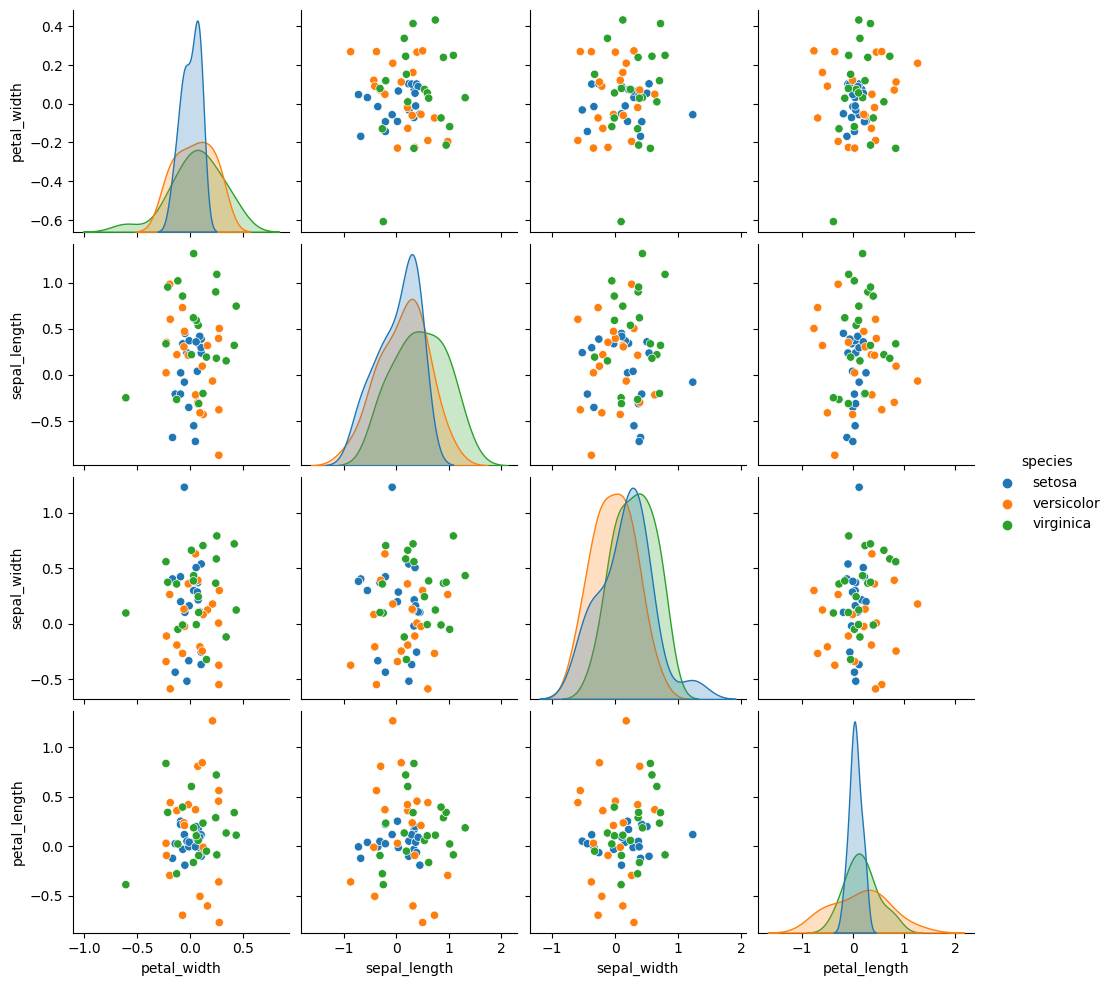 petal_width
0.4
0.2
0.0
−0.2
−0.4
−0.6
sepal_length
1.0
0.5
0.0
−0.5
species
setosa
versicolor
virginica
sepal_width
1.0
0.5
0.0
−0.5
petal_length
1.0
0.5
0.0
−0.5
−1.0 −0.5 0.0 0.5
−1 0 1 2
−1 0 1 2
−1 0 1 2
petal_width sepal_length sepal_width petal_length